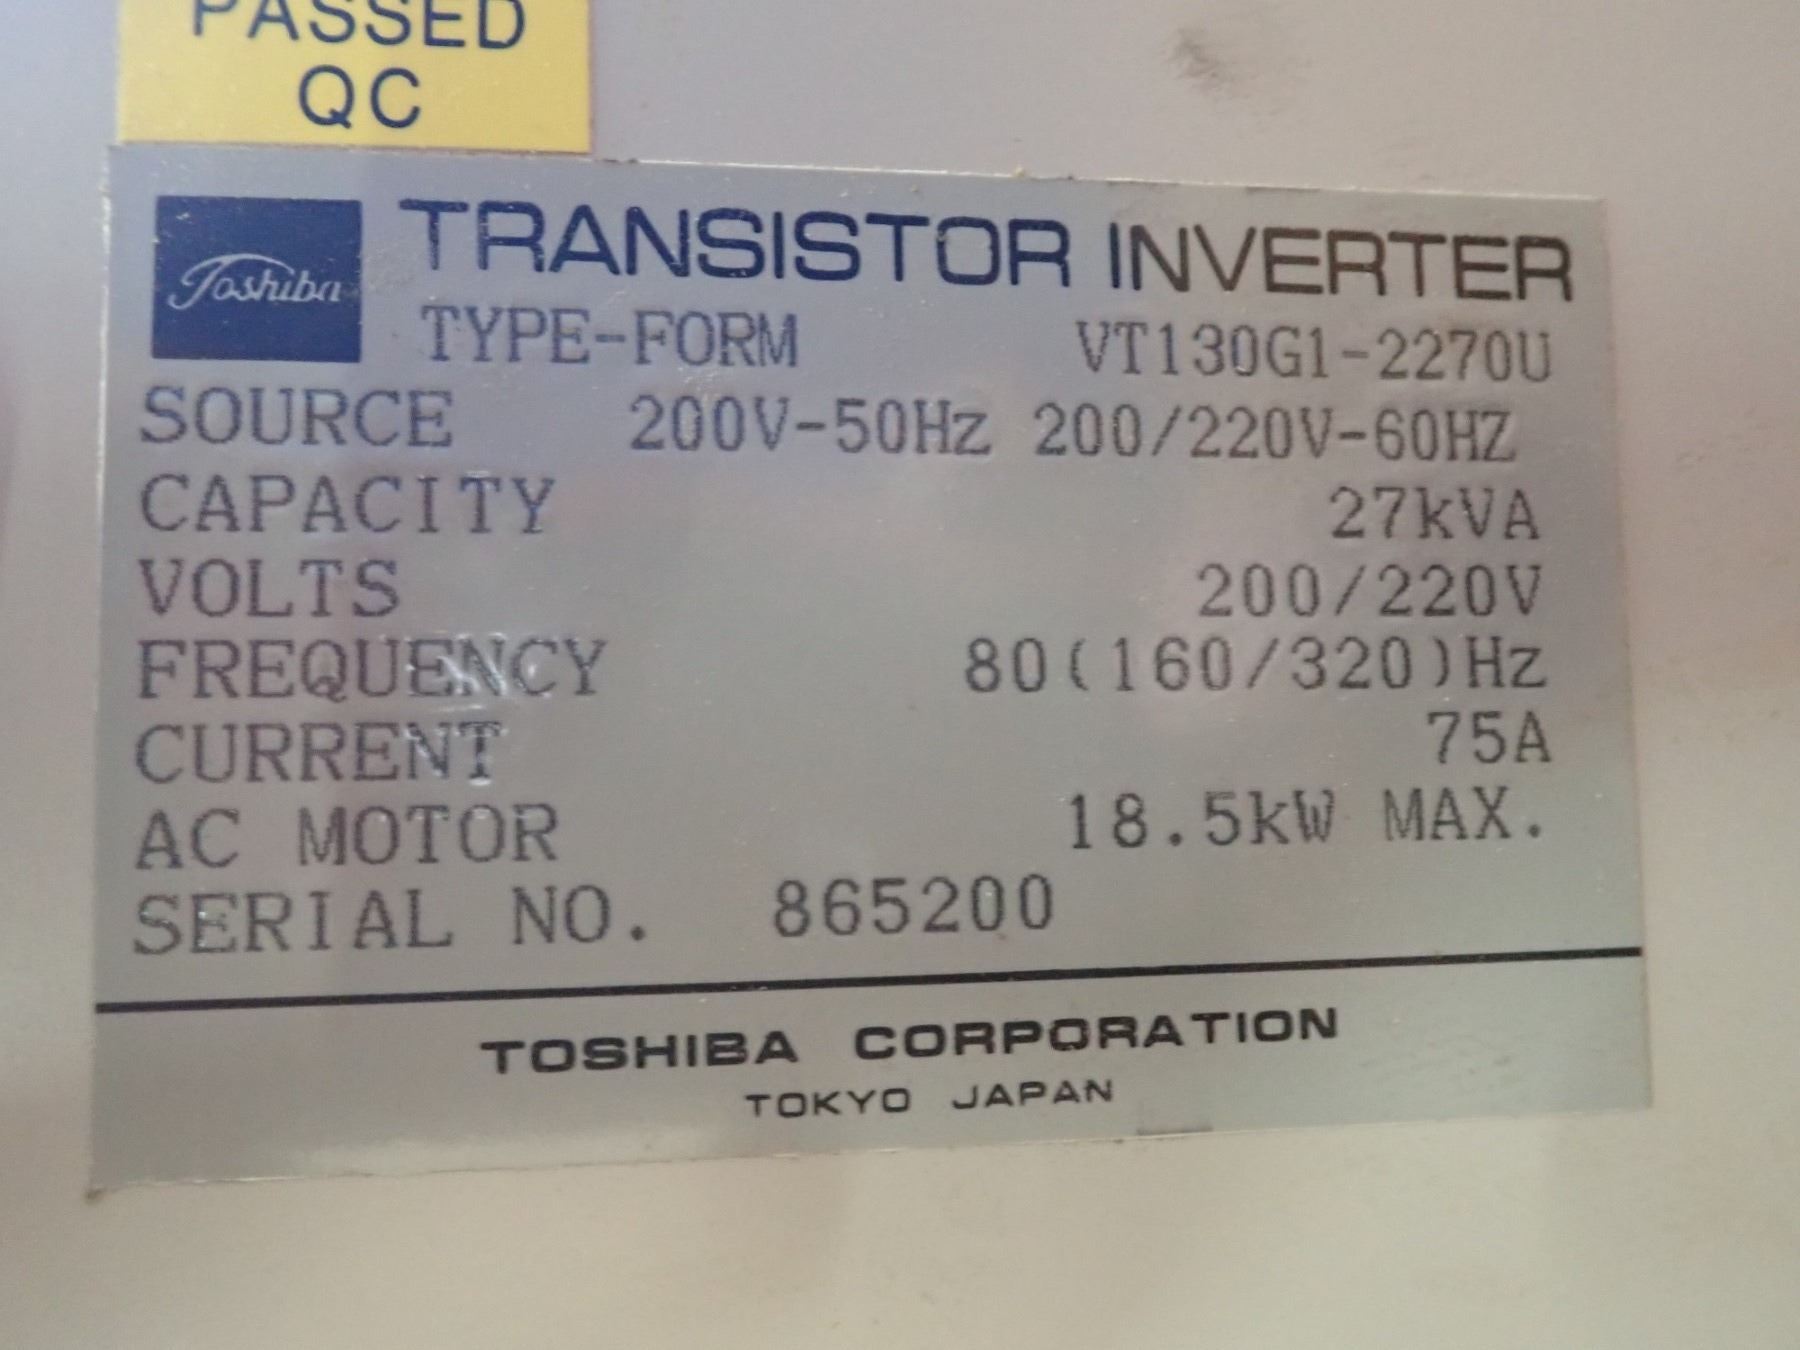 PASSED
QC
Toshiba
TRANSISTOR INVERTER
TYPE-FORM VT130G1-2270U
SOURCE 200V-50Hz 200/220V-60HZ
CAPACITY 27kVA
VOLTS 200/220V
FREQUENCY 80(160/320)Hz
CURRENT 75A
AC MOTOR 18.5kW MAX.
SERIAL NO. 865200
TOSHIBA CORPORATION
TOKYO JAPAN